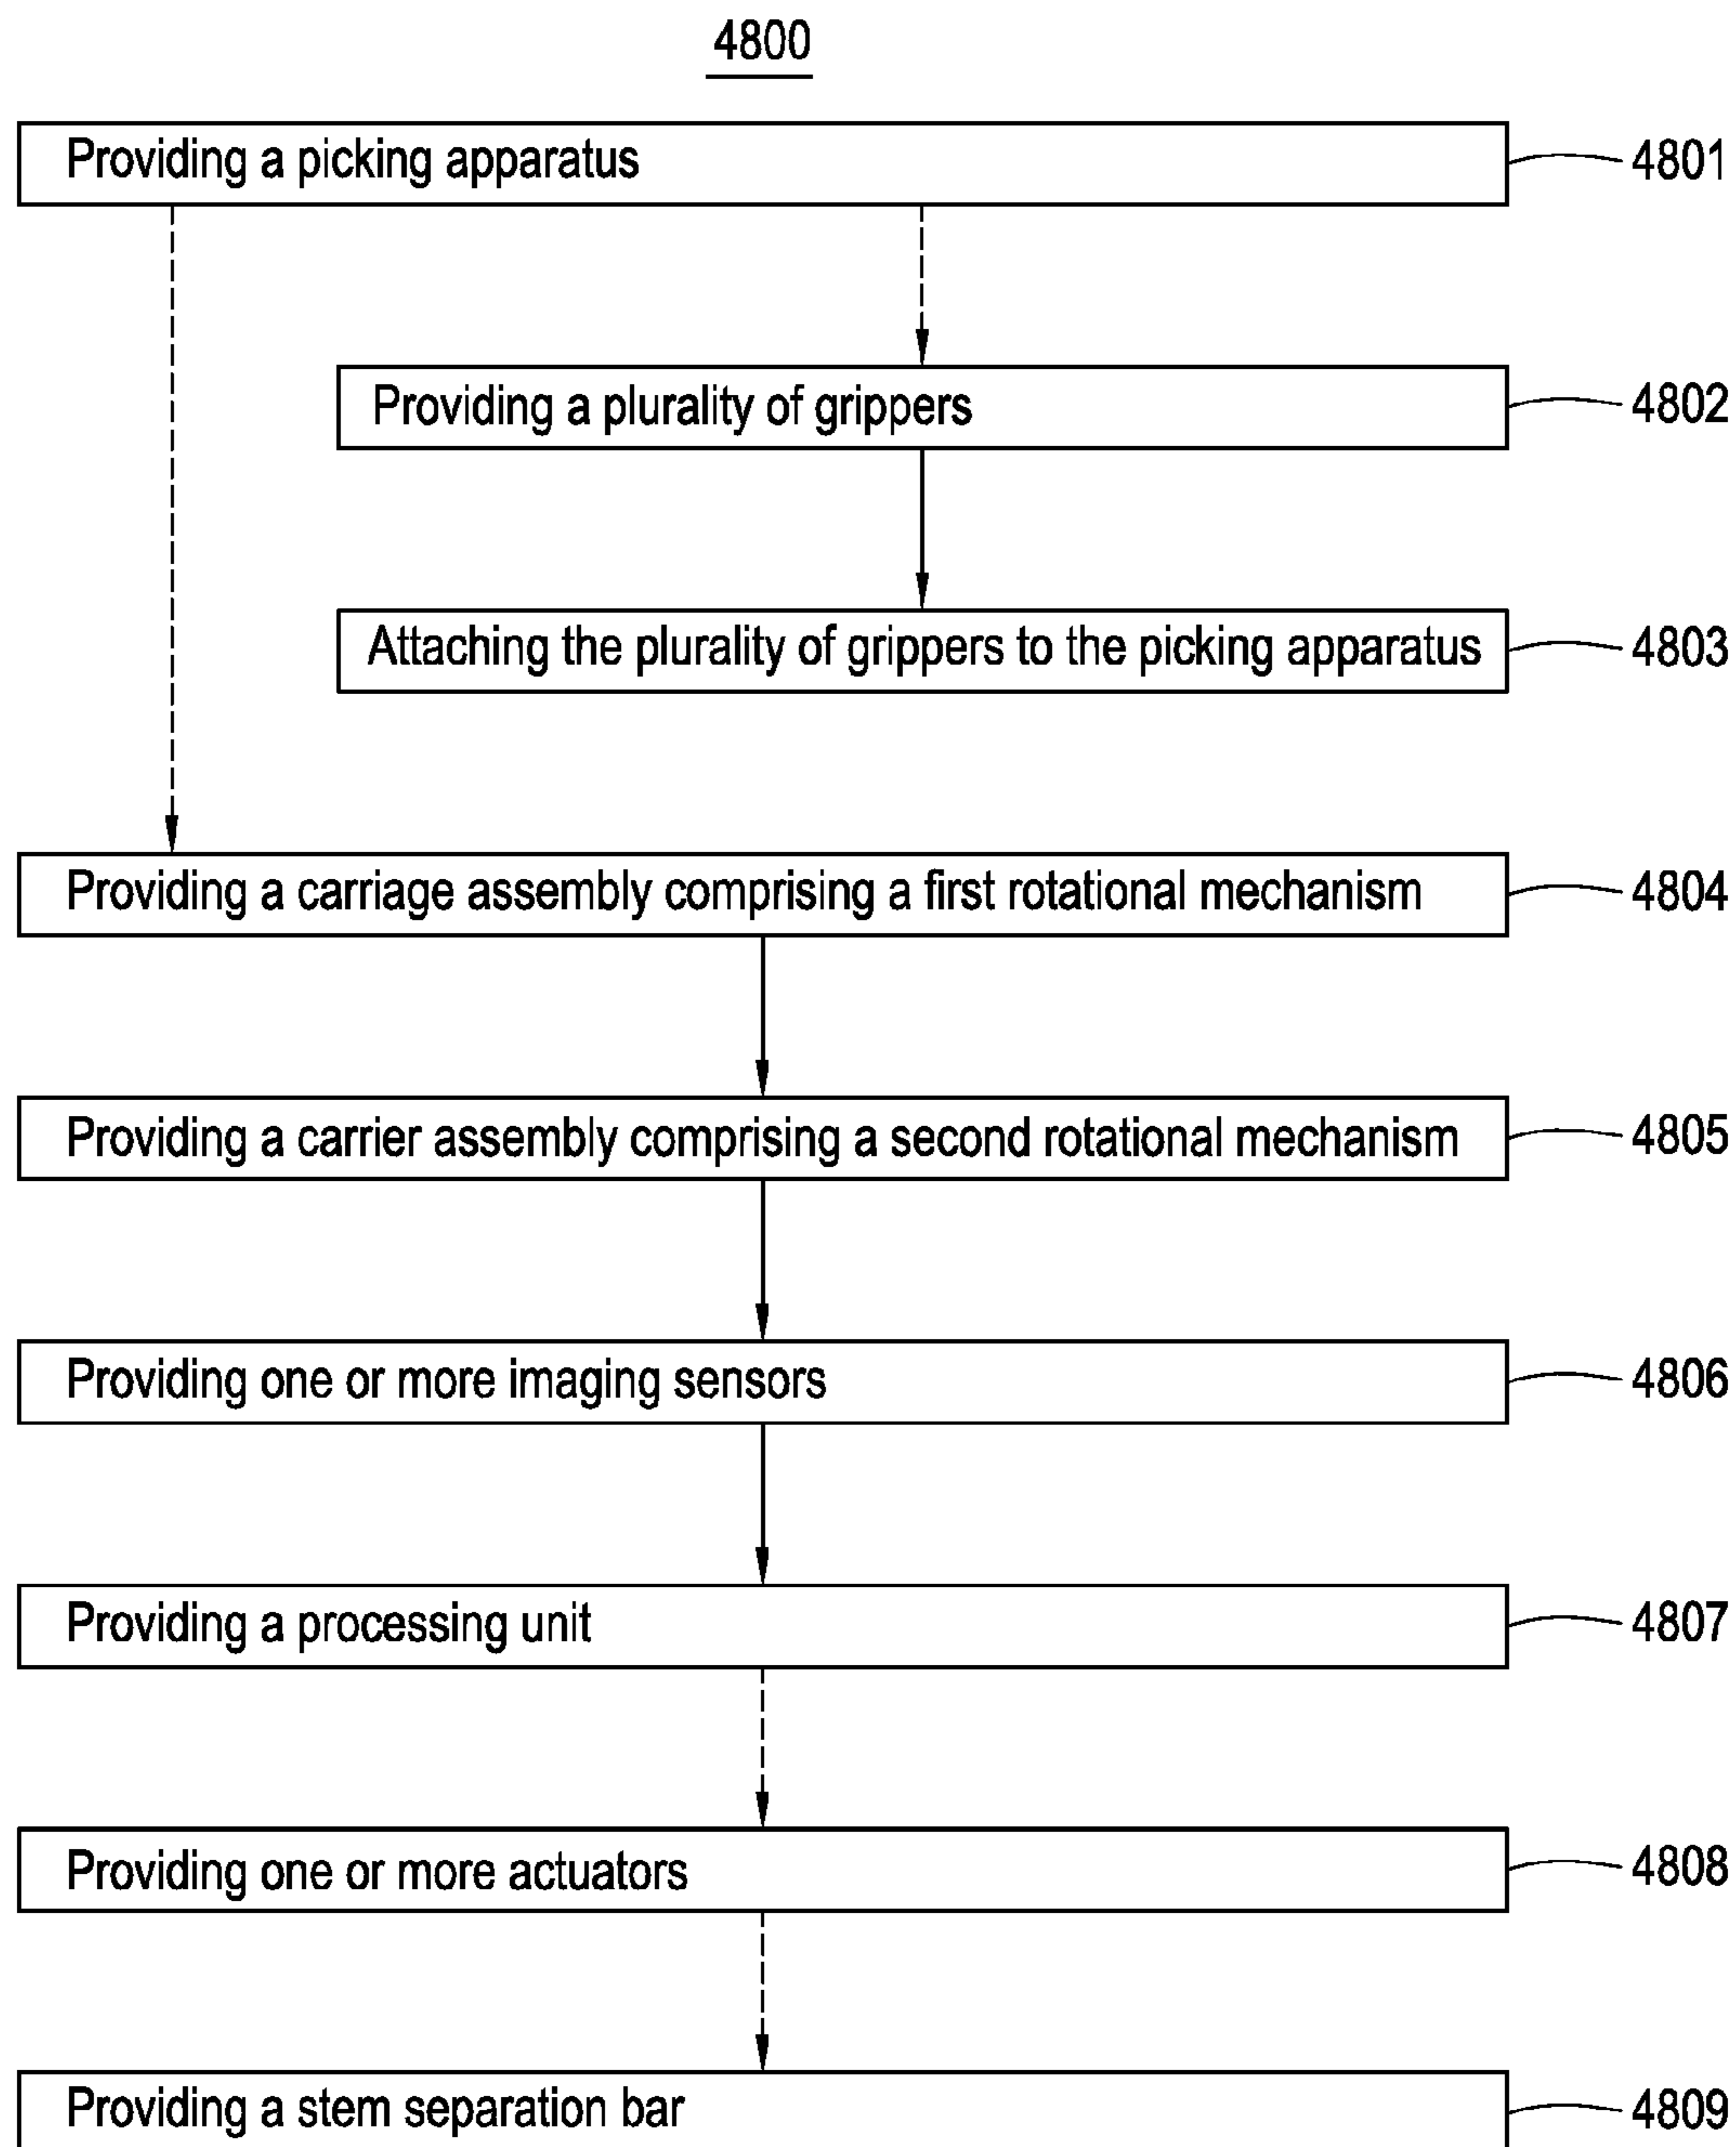 4800
Providing a picking apparatus 4801
Providing a plurality of grippers 4802
Attaching the plurality of grippers to the picking apparatus 4803
Providing a carriage assembly comprising a first rotational mechanism 4804
Providing a carrier assembly comprising a second rotational mechanism 4805
Providing one or more imaging sensors 4806
Providing a processing unit 4807
Providing one or more actuators 4808
Providing a stem separation bar 4809